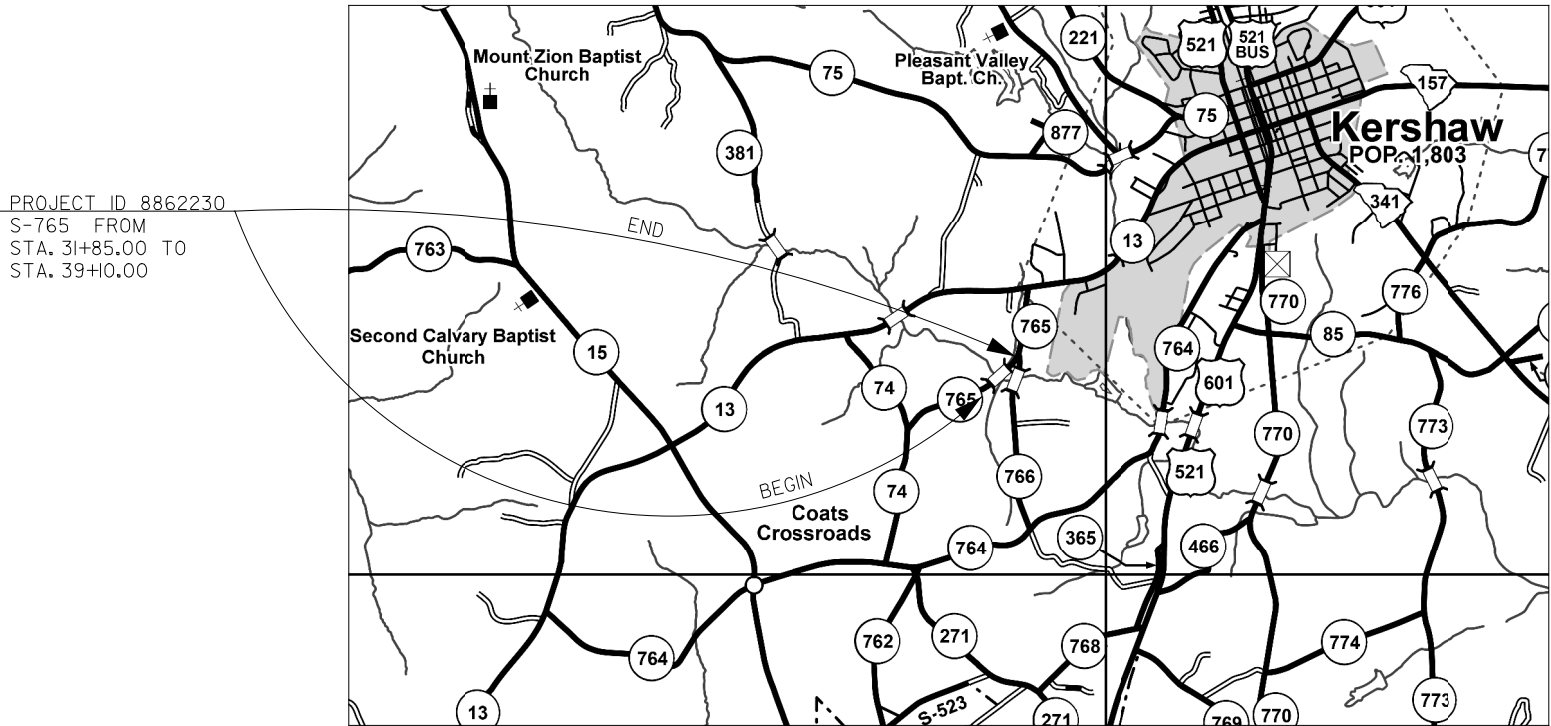 PROJECT ID 8862230
S-765 FROM
STA. 31+85.00 TO
STA. 39+10.00
Mount Zion Baptist
Church
75
Pleasant Valley
Bapt. Ch.
221
521
521
BUS
157
Kershaw
POP. 1,803
75
877
381
341
END
763
13
770
776
Second Calvary Baptist
Church
15
765
764
85
601
74
765
13
770
773
BEGIN
74
766
521
Coats
Crossroads
764
365
466
762
271
768
774
764
13
S-523
271
769
770
773